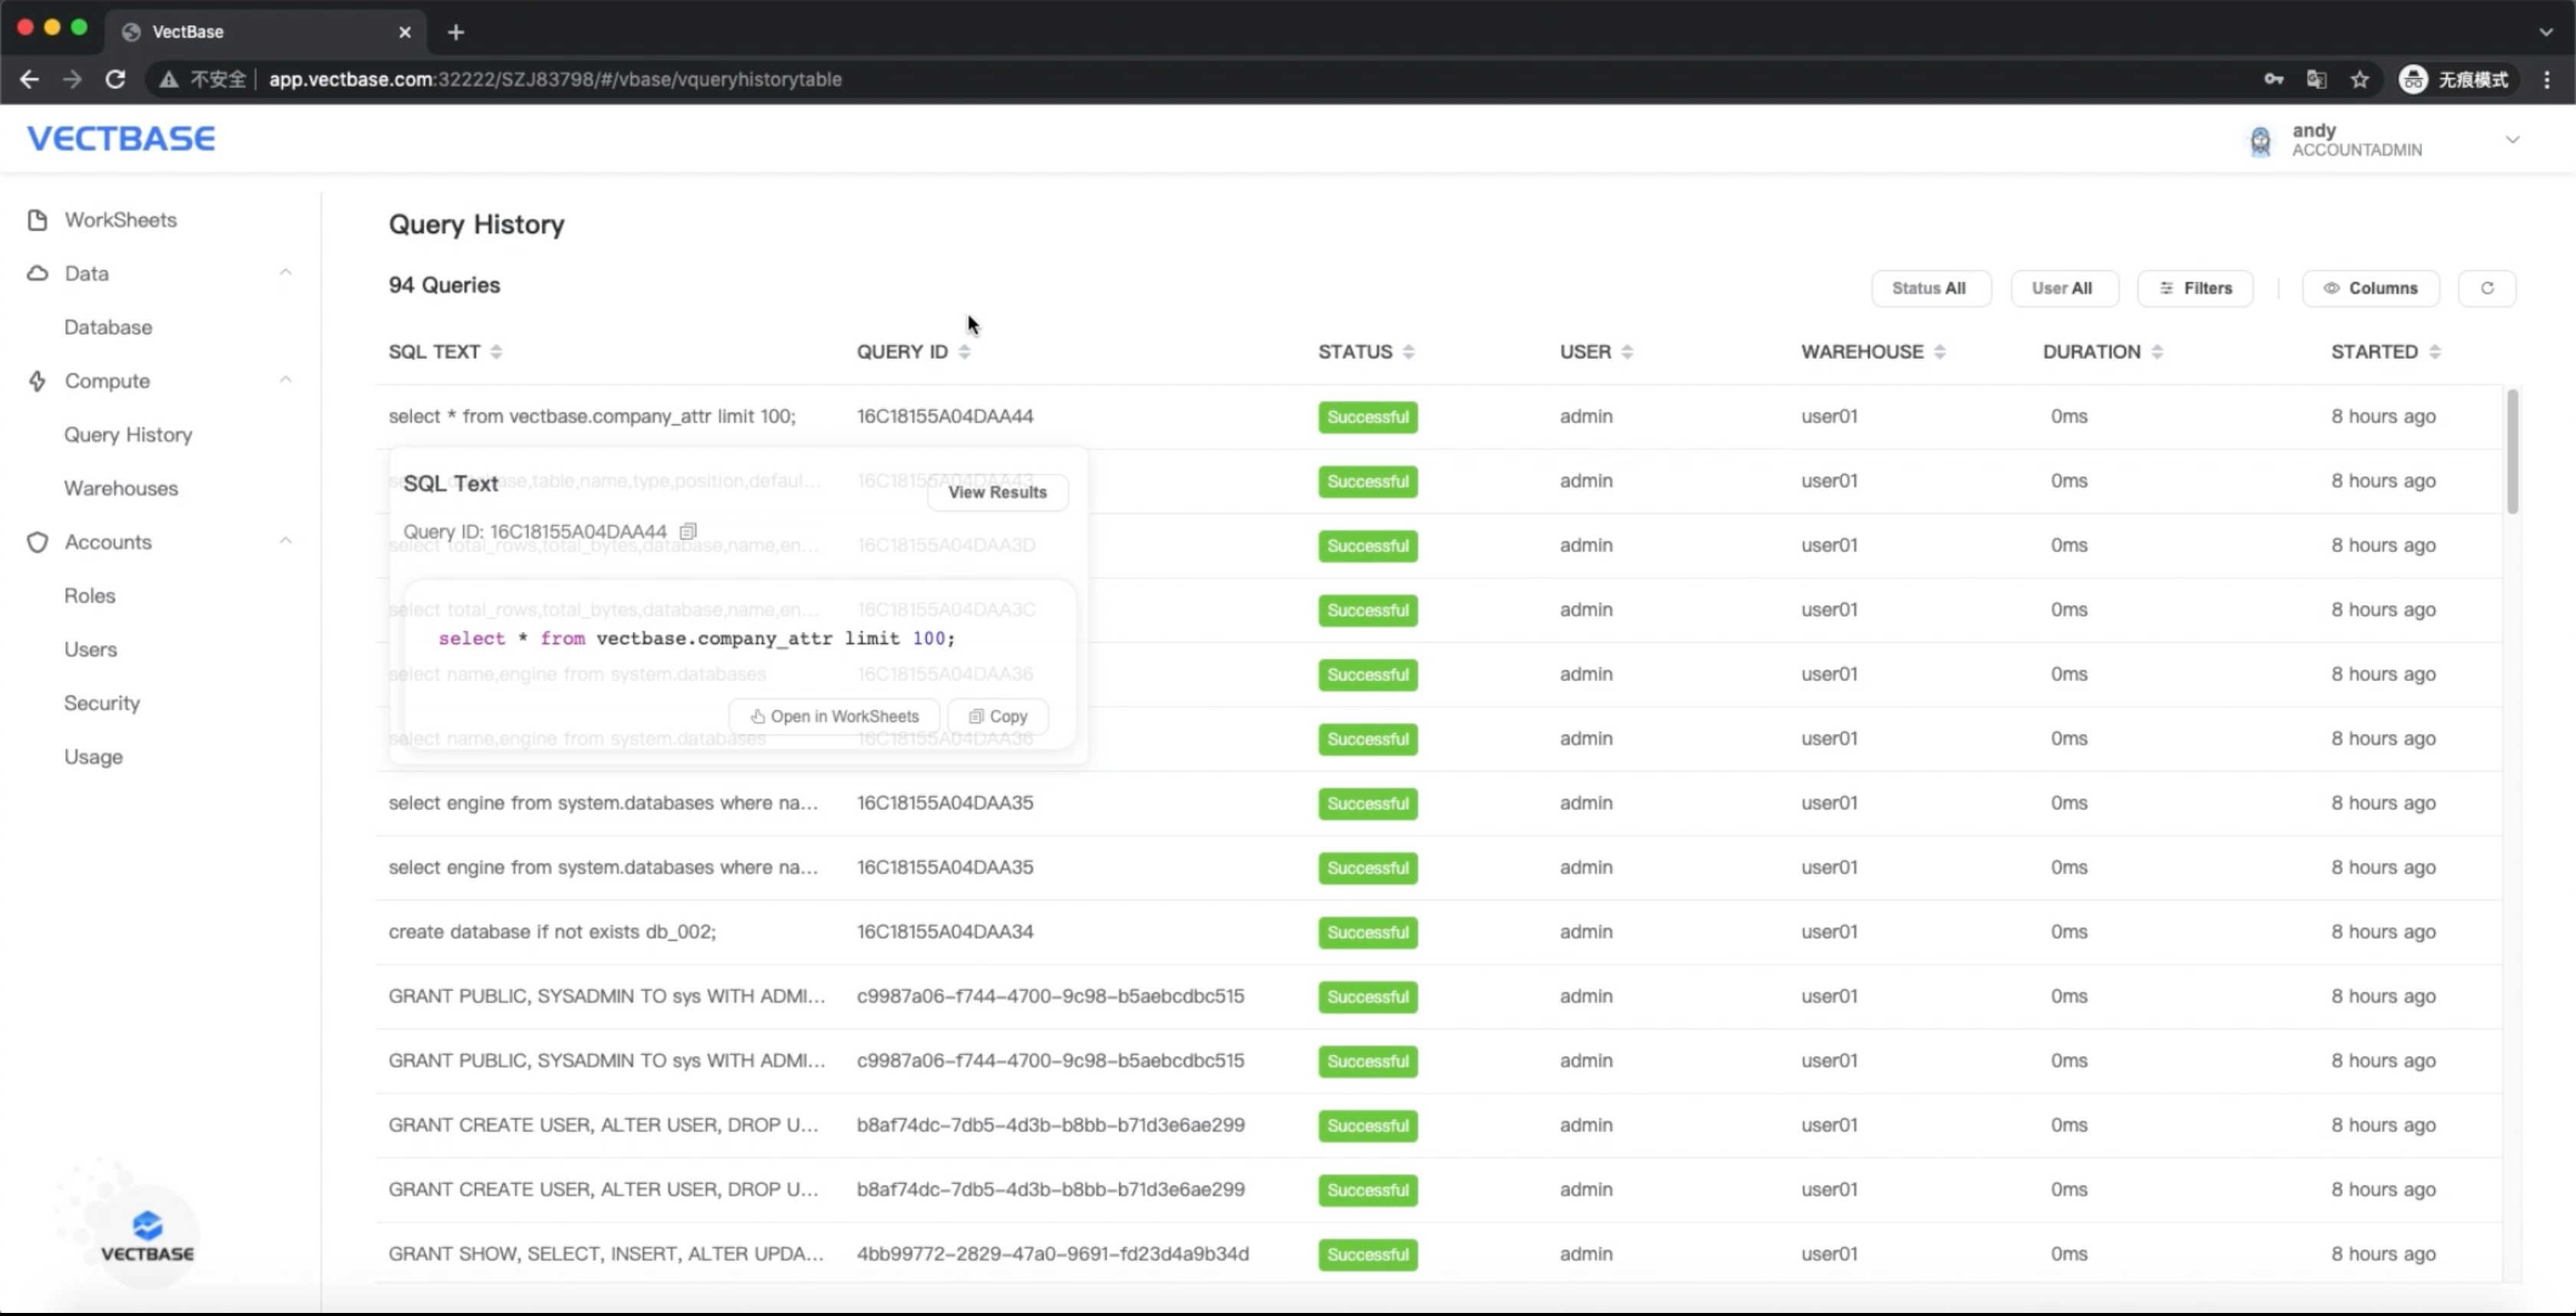 VectBase
不安全 app.vectbase.com:32222/SZJ83798/#/vbase/vqueryhistorytable 无痕模式
VECTBASE
andy
ACCOUNTADMIN
WorkSheets
Data
Database
Compute
Query History
Warehouses
Accounts
Roles
Users
Security
Usage
VECTBASE
Query History
94 Queries
Status All User All Filters Columns
SQL TEXT QUERY ID STATUS USER WAREHOUSE DURATION STARTED
select * from vectbase.company_attr limit 100; 16C18155A04DAA44 Successful admin user01 0ms 8 hours ago
table,name,type,position,defaul... 16C18155A04DAA43 Successful admin user01 0ms 8 hours ago
select total_rows,total_bytes,database,name,en... 16C18155A04DAA3D Successful admin user01 0ms 8 hours ago
select total_rows,total_bytes,database,name,en... 16C18155A04DAA3C Successful admin user01 0ms 8 hours ago
select name,engine from system.databases 16C18155A04DAA36 Successful admin user01 0ms 8 hours ago
select name,engine from system.databases 16C18155A04DAA36 Successful admin user01 0ms 8 hours ago
SQL Text
View Results
Query ID: 16C18155A04DAA44
select * from vectbase.company_attr limit 100;
Open in WorkSheets Copy
select engine from system.databases where na... 16C18155A04DAA35 Successful admin user01 0ms 8 hours ago
select engine from system.databases where na... 16C18155A04DAA35 Successful admin user01 0ms 8 hours ago
create database if not exists db_002; 16C18155A04DAA34 Successful admin user01 0ms 8 hours ago
GRANT PUBLIC, SYSADMIN TO sys WITH ADMI... c9987a06-f744-4700-9c98-b5aebcdbc515 Successful admin user01 0ms 8 hours ago
GRANT PUBLIC, SYSADMIN TO sys WITH ADMI... c9987a06-f744-4700-9c98-b5aebcdbc515 Successful admin user01 0ms 8 hours ago
GRANT CREATE USER, ALTER USER, DROP U... b8af74dc-7db5-4d3b-b8bb-b71d3e6ae299 Successful admin user01 0ms 8 hours ago
GRANT CREATE USER, ALTER USER, DROP U... b8af74dc-7db5-4d3b-b8bb-b71d3e6ae299 Successful admin user01 0ms 8 hours ago
GRANT SHOW, SELECT, INSERT, ALTER UPDA... 4bb99772-2829-47a0-9691-fd23d4a9b34d Successful admin user01 0ms 8 hours ago